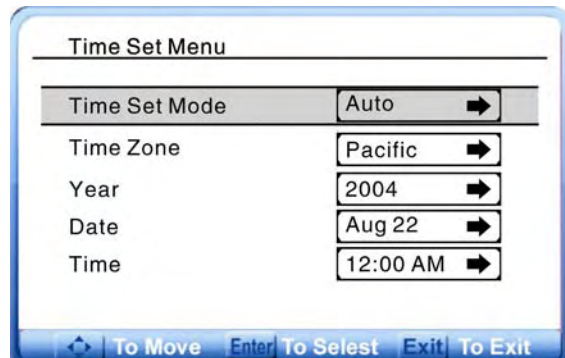 Time Set Menu
Time Set Mode Auto
Time Zone Pacific
Year 2004
Date Aug 22
Time 12:00 AM
To Move Enter To Selest Exit To Exit